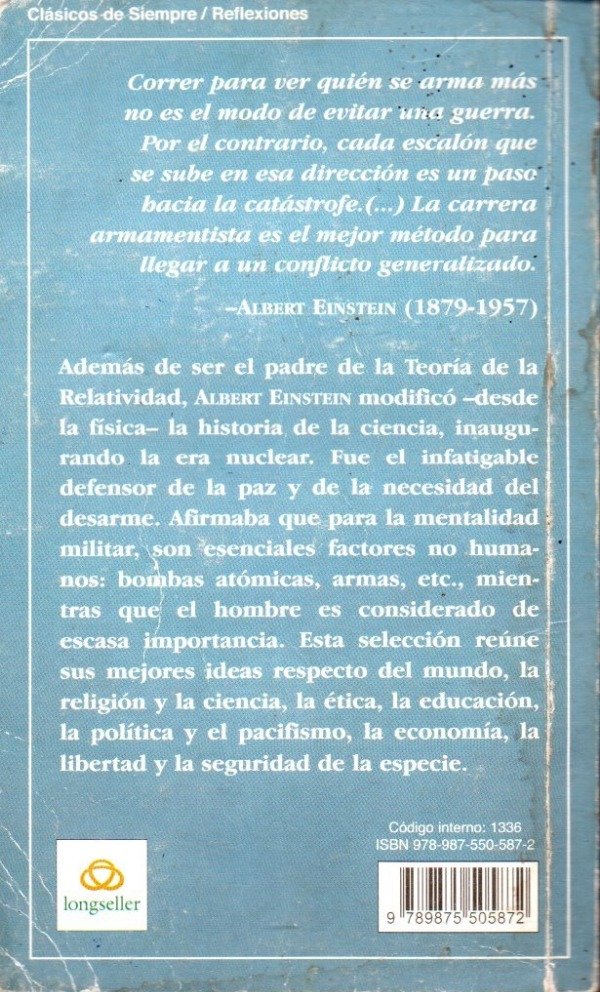 Clásicos de Siempre / Reflexiones
Correr para ver quién se arma más
no es el modo de evitar una guerra.
Por el contrario, cada escalón que
se sube en esa dirección es un paso
hacia la catástrofe.(...) La carrera
armamentista es el mejor método para
llegar a un conflicto generalizado.
–ALBERT EINSTEIN (1879-1957)
Además de ser el padre de la Teoría de la
Relatividad, ALBERT EINSTEIN modificó –desde
la física– la historia de la ciencia, inaugu-
rando la era nuclear. Fue el infatigable
defensor de la paz y de la necesidad del
desarme. Afirmaba que para la mentalidad
militar, son esenciales factores no huma-
nos: bombas atómicas, armas, etc., mien-
tras que el hombre es considerado de
escasa importancia. Esta selección reúne
sus mejores ideas respecto del mundo, la
religión y la ciencia, la ética, la educación,
la política y el pacifismo, la economía, la
libertad y la seguridad de la especie.
Código interno: 1336
ISBN 978-987-550-587-2
longseller
9 789875 505872